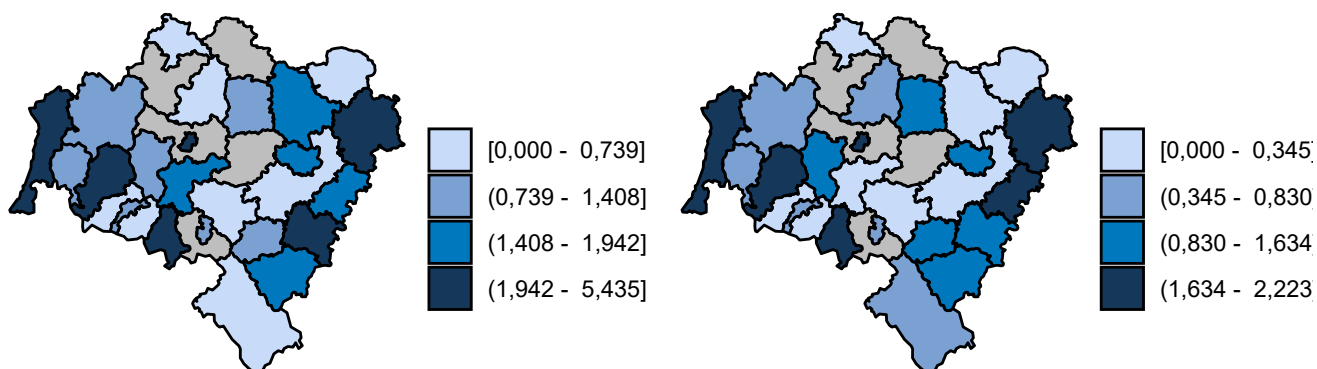 [0,000 - 0,739]
(0,739 - 1,408]
(1,408 - 1,942]
(1,942 - 5,435]
[0,000 - 0,345]
(0,345 - 0,830]
(0,830 - 1,634]
(1,634 - 2,223]